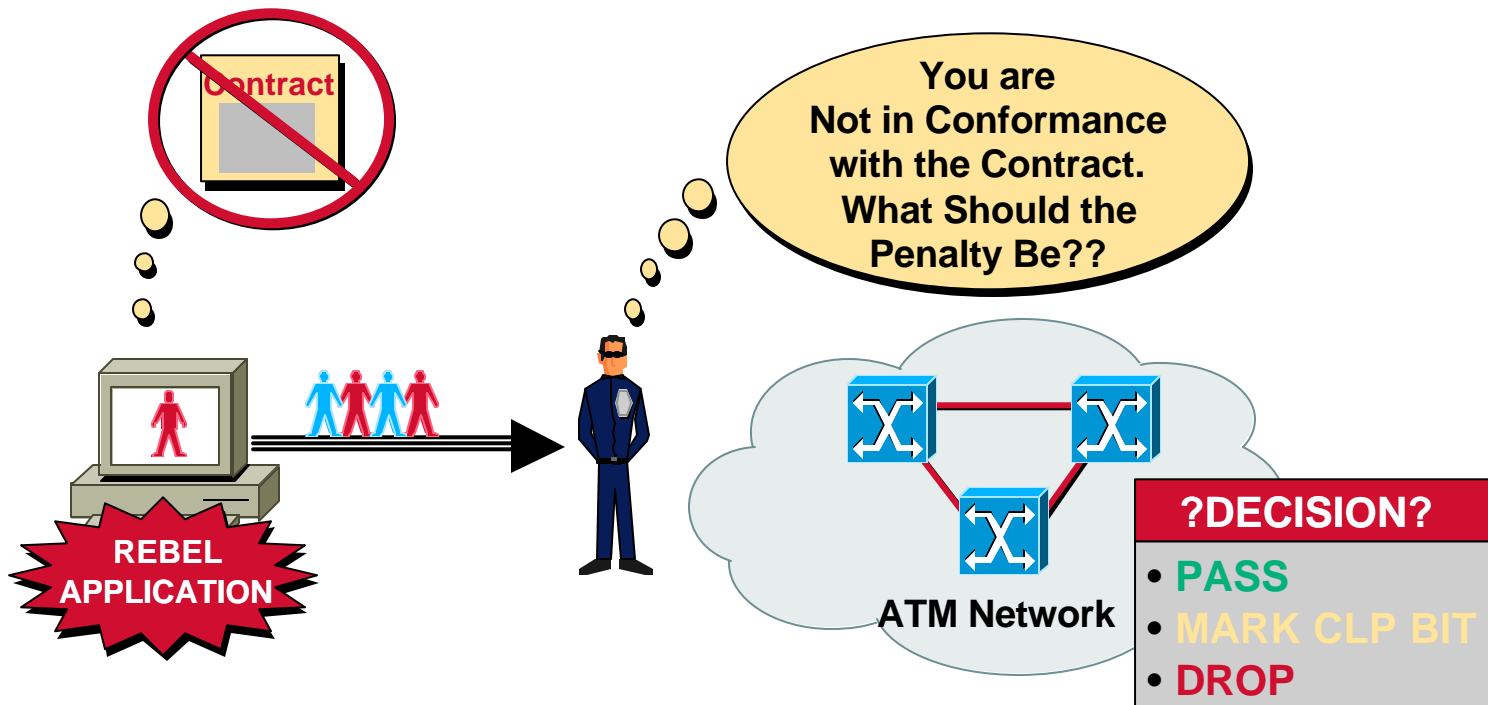 Contract
You are
Not in Conformance
with the Contract.
What Should the
Penalty Be??
REBEL
APPLICATION
ATM Network
?DECISION?
• PASS
• MARK CLP BIT
• DROP